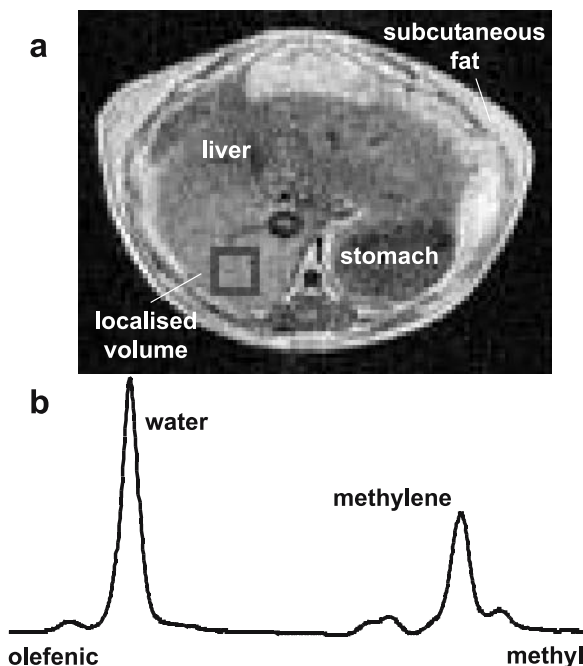 a
subcutaneous
fat
liver
stomach
localised
volume
b
water
methylene
olefenic
methyl